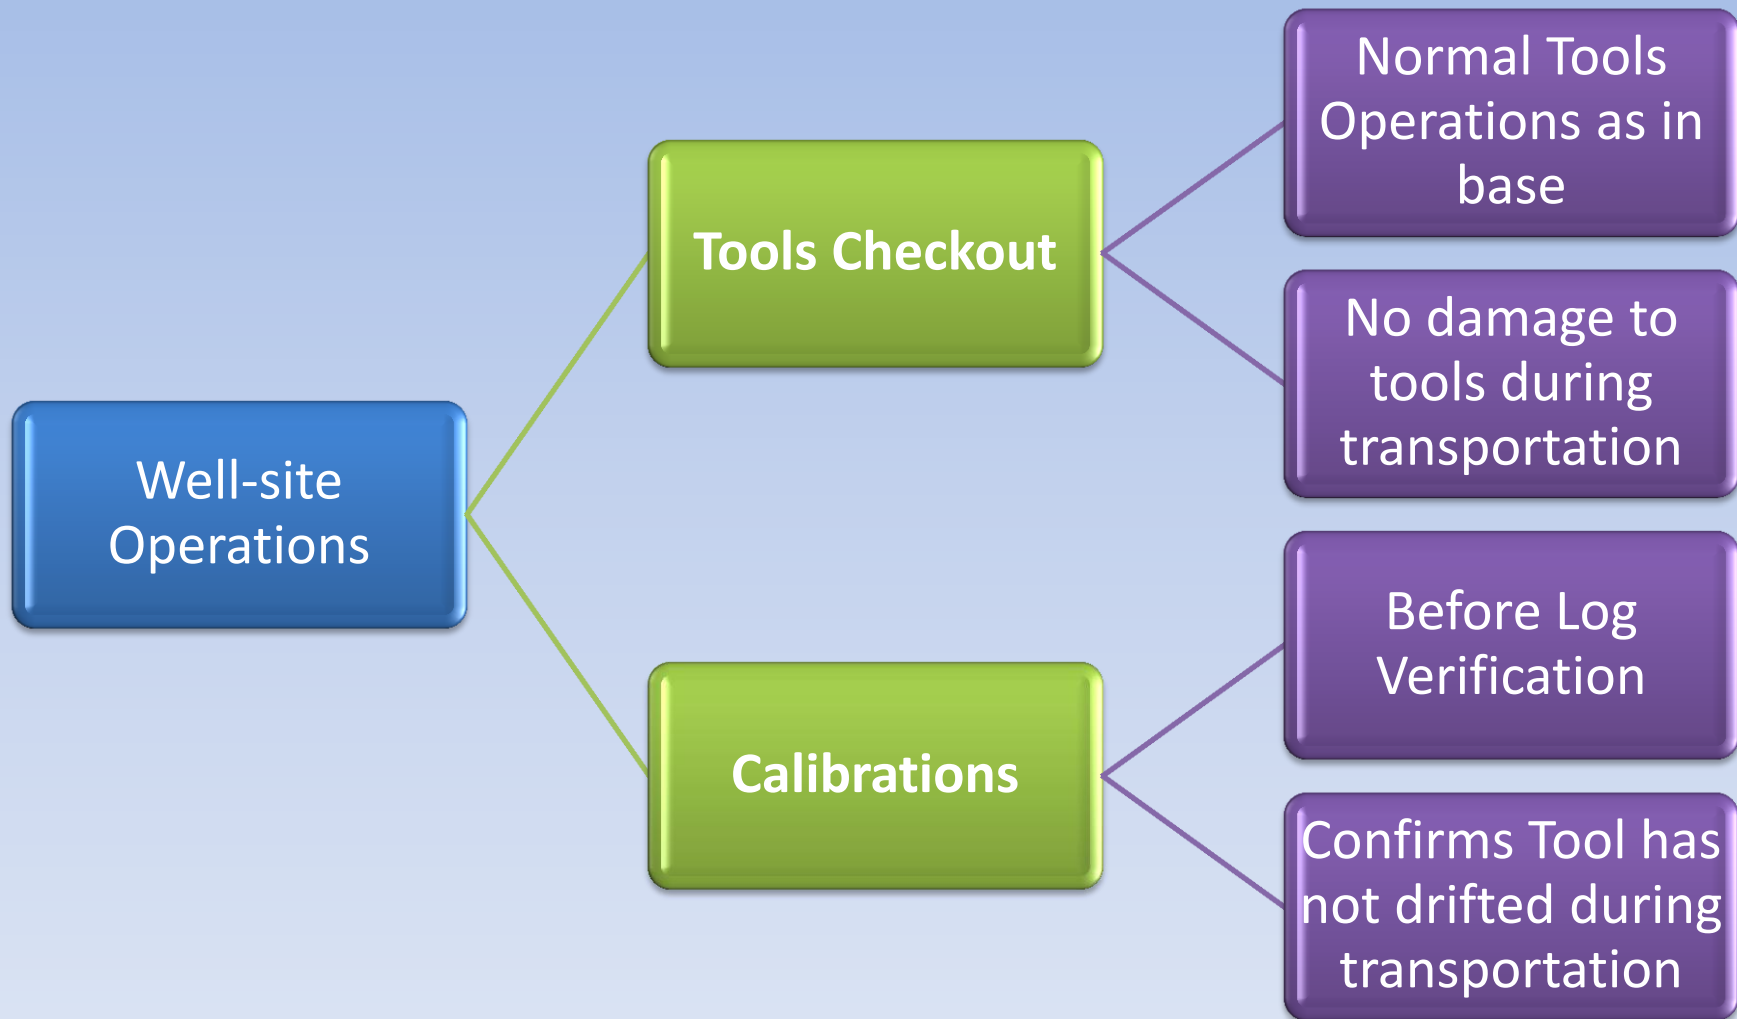 Well-site
Operations
Tools Checkout
Normal Tools
Operations as in
base
No damage to
tools during
transportation
Calibrations
Before Log
Verification
Confirms Tool has
not drifted during
transportation